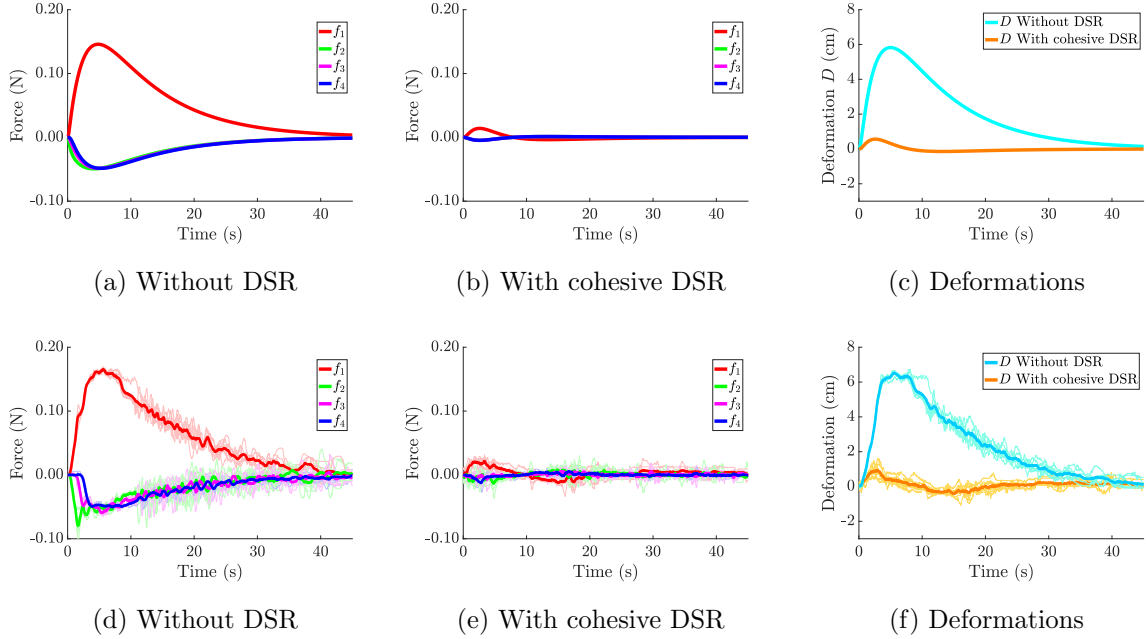 0.20
0.10
0.00
-0.10
Force (N)
0 10 20 30 40
Time (s)
f1
f2
f3
f4
(a) Without DSR
0.20
0.10
0.00
-0.10
Force (N)
0 10 20 30 40
Time (s)
f1
f2
f3
f4
(b) With cohesive DSR
8
6
4
2
0
-2
Deformation D (cm)
0 10 20 30 40
Time (s)
D Without DSR
D With cohesive DSR
(c) Deformations
0.20
0.10
0.00
-0.10
Force (N)
0 10 20 30 40
Time (s)
f1
f2
f3
f4
(d) Without DSR
0.20
0.10
0.00
-0.10
Force (N)
0 10 20 30 40
Time (s)
f1
f2
f3
f4
(e) With cohesive DSR
8
6
4
2
0
-2
Deformation (cm)
0 10 20 30 40
Time (s)
D Without DSR
D With cohesive DSR
(f) Deformations